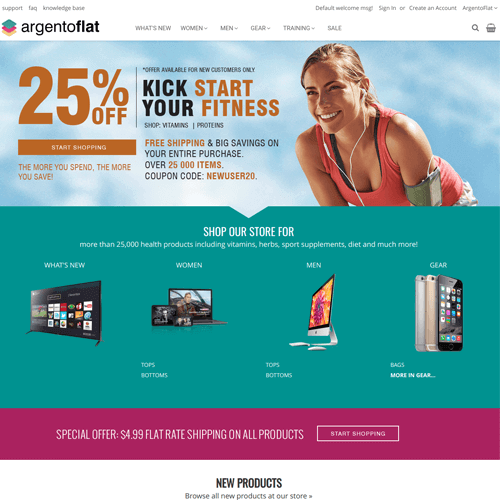 support faq knowledge base
Default welcome msg! Sign In or Create an Account ArgentoFlat
argentoflat
WHAT'S NEW WOMEN MEN GEAR TRAINING SALE
25% OFF
*OFFER AVAILABLE FOR NEW CUSTOMERS ONLY.
KICK START
YOUR FITNESS
SHOP: VITAMINS | PROTEINS
START SHOPPING
THE MORE YOU SPEND, THE MORE
YOU SAVE!
FREE SHIPPING & BIG SAVINGS ON
YOUR ENTIRE PURCHASE.
OVER 25 000 ITEMS.
COUPON CODE: NEWUSER20.
SHOP OUR STORE FOR
more than 25,000 health products including vitamins, herbs, sport supplements, diet and much more!
WHAT'S NEW WOMEN MEN GEAR
TOPS TOPS BAGS
BOTTOMS BOTTOMS MORE IN GEAR...
SPECIAL OFFER: $4.99 FLAT RATE SHIPPING ON ALL PRODUCTS START SHOPPING
NEW PRODUCTS
Browse all new products at our store »